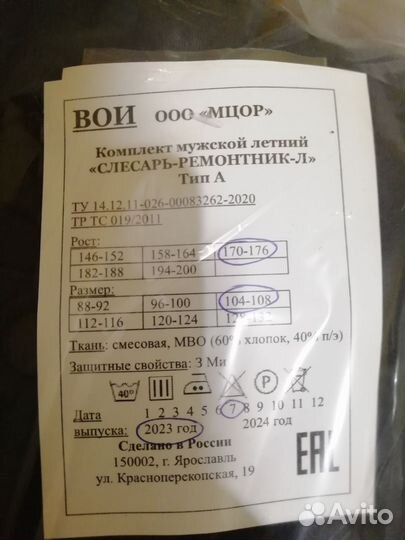 ВОИ ООО «МЦОР»
Комплект мужской летний
«СЛЕСАРЬ-РЕМОНТНИК-Л»
Тип А
ТУ 14.12.11-026-00083262-2020
ТР ТС 019/2011
Рост:
146-152 158-164 170-176
182-188 194-200
Размер:
88-92 96-100 104-108
112-116 120-124 128-132
Ткань: смесовая, МВО (60% хлопок, 40% п/э)
Защитные свойства: З Ми
40° P
Дата 1 2 3 4 5 6 7 8 9 10 11 12
выпуска: 2023 год 2024 год
Сделано в России
150002, г. Ярославль
ул. Красноперекопская, 19
EAC
Avito